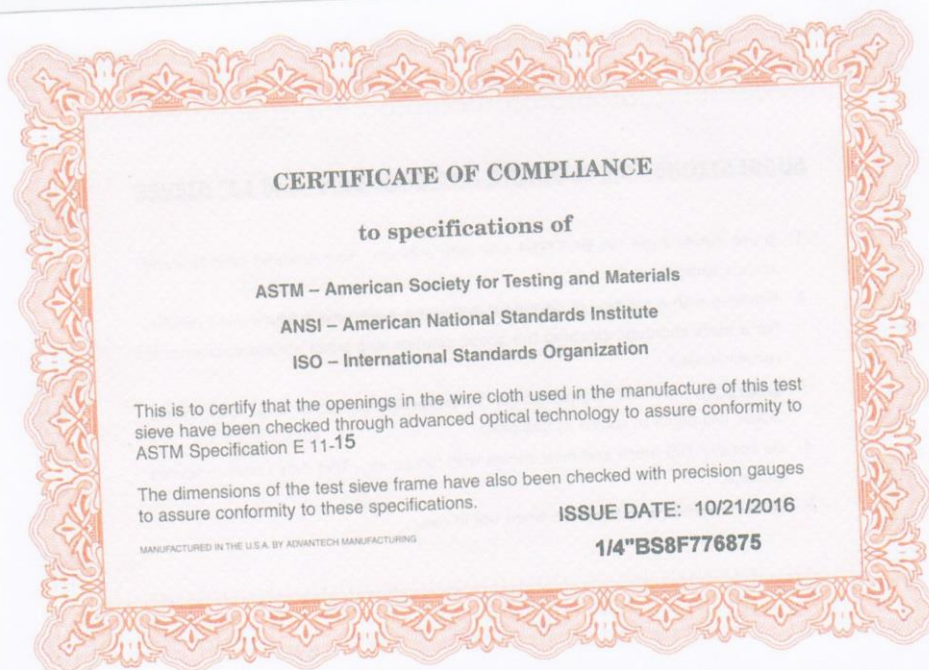 CERTIFICATE OF COMPLIANCE
to specifications of
ASTM – American Society for Testing and Materials
ANSI – American National Standards Institute
ISO – International Standards Organization
This is to certify that the openings in the wire cloth used in the manufacture of this test
sieve have been checked through advanced optical technology to assure conformity to
ASTM Specification E 11-15
The dimensions of the test sieve frame have also been checked with precision gauges
to assure conformity to these specifications.
ISSUE DATE: 10/21/2016
MANUFACTURED IN THE U.S.A. BY ADVANTECH MANUFACTURING
1/4"BS8F776875